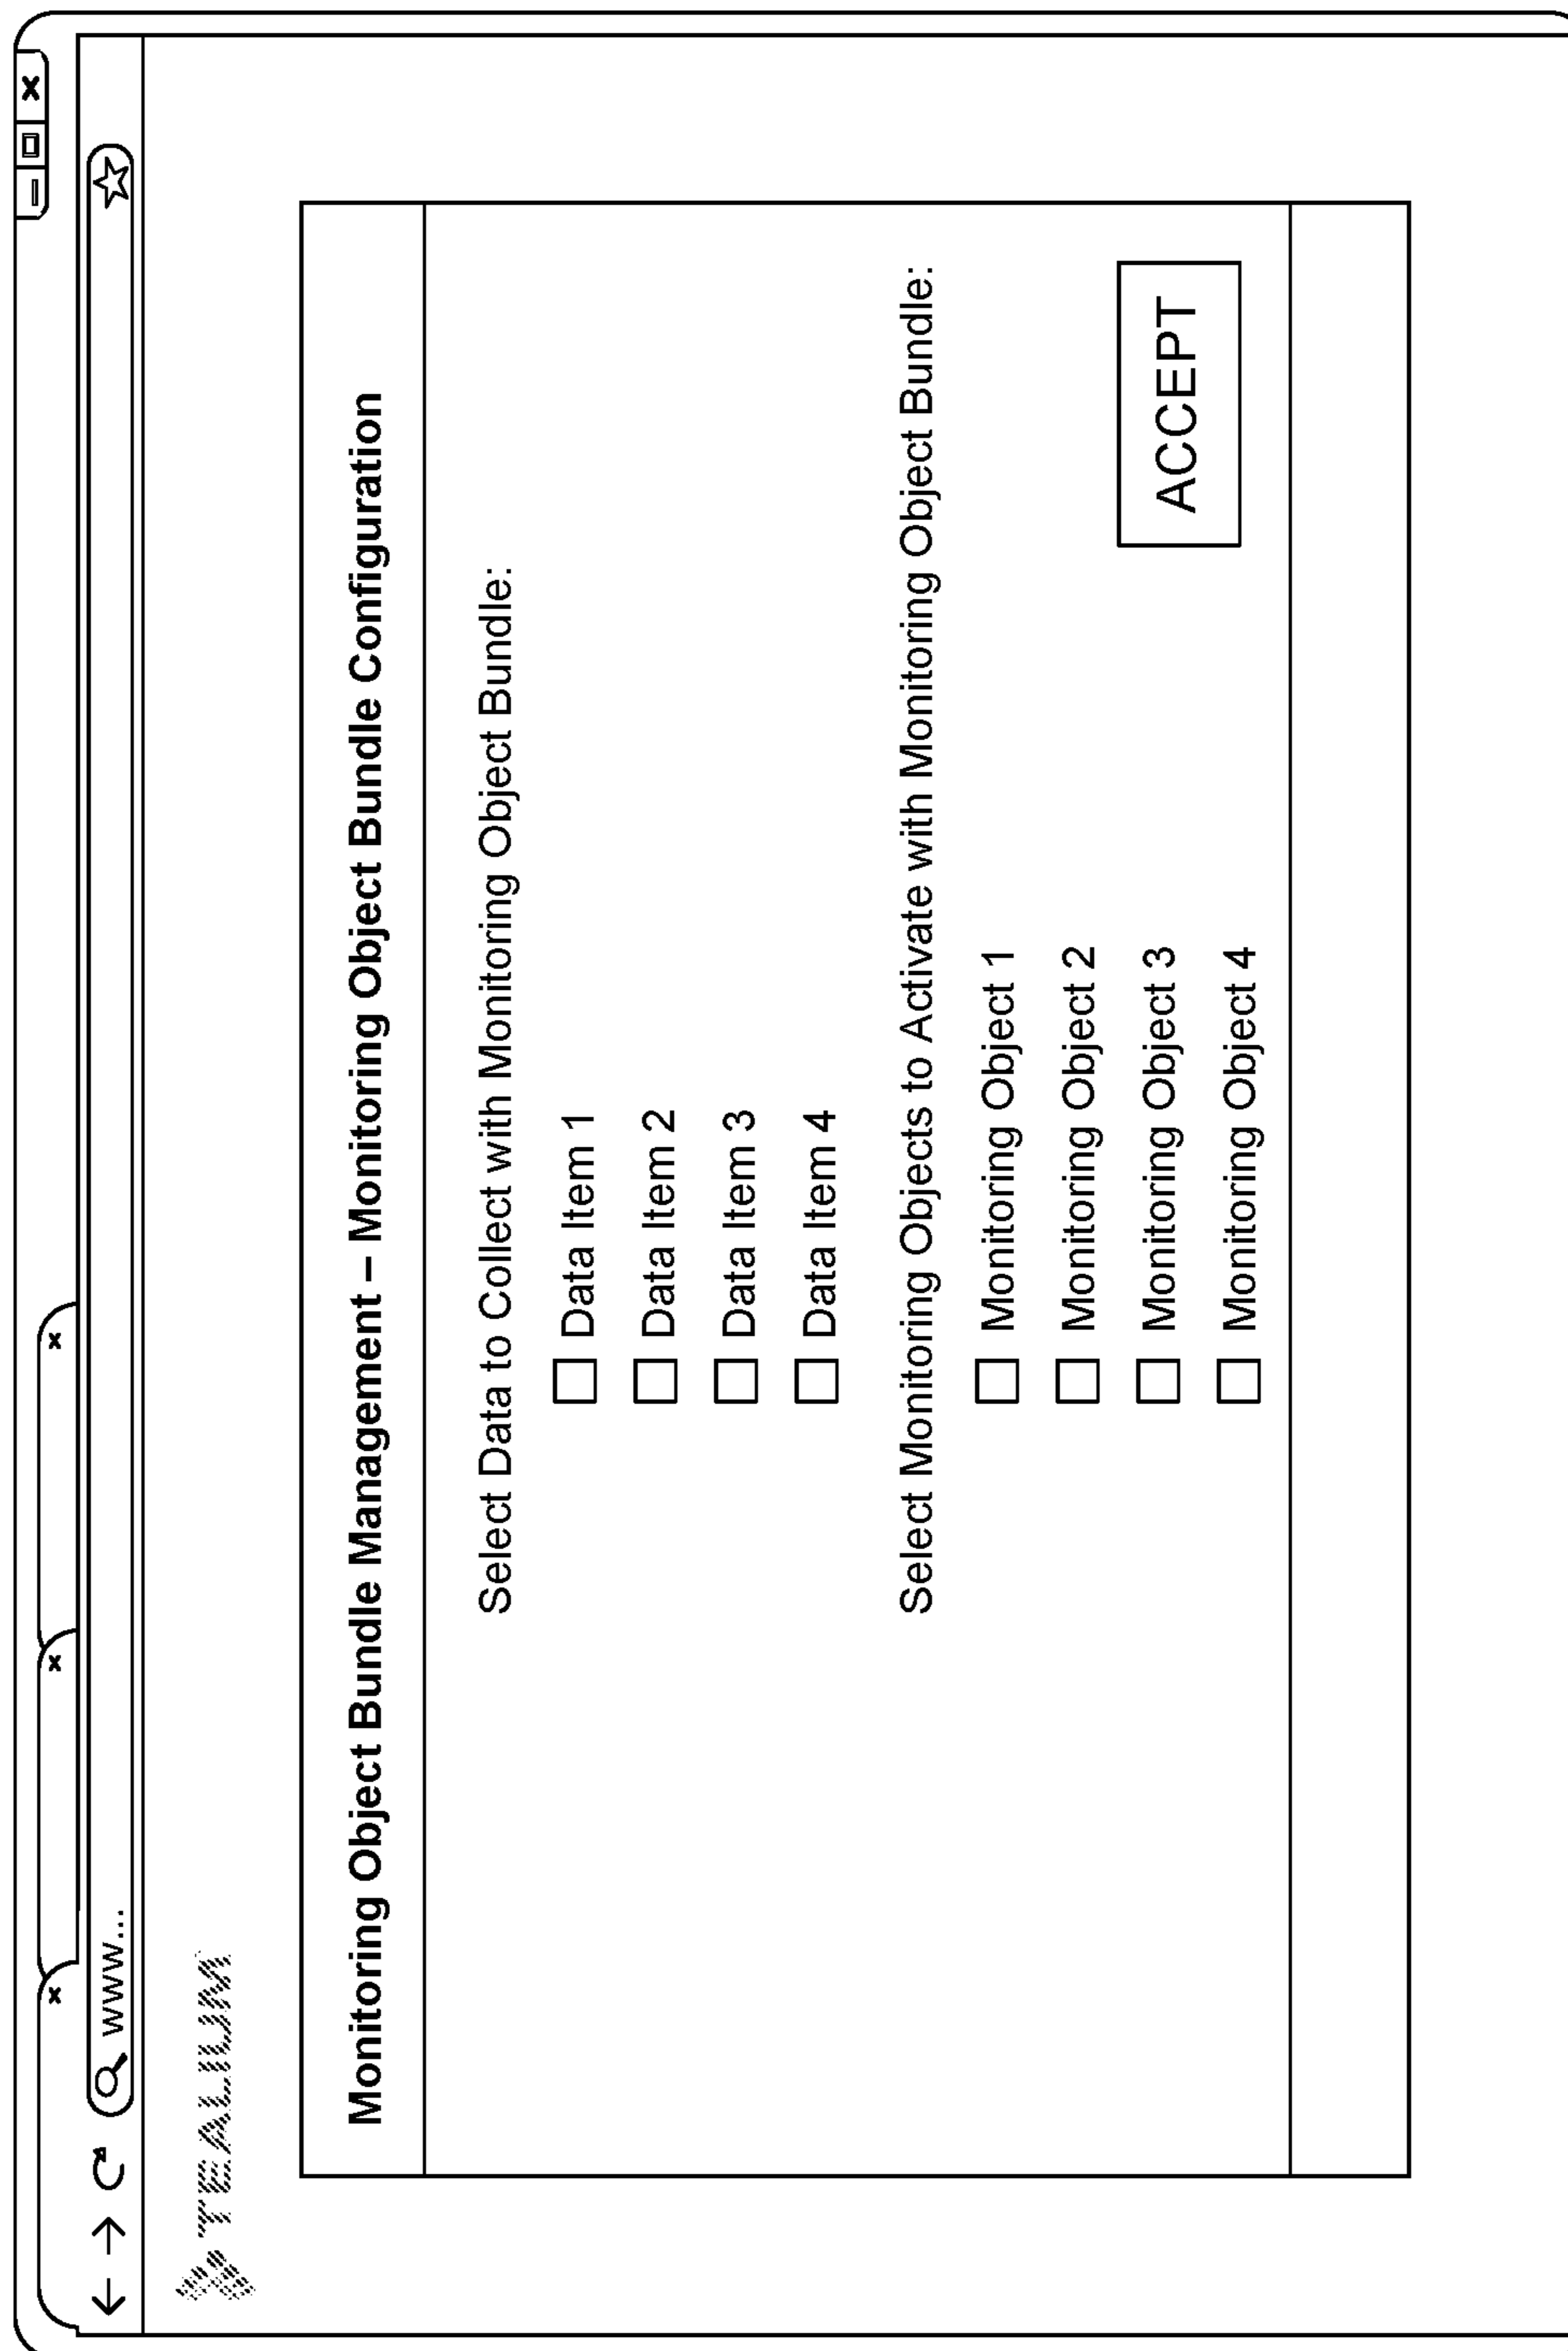 www...
TEALIUM
Monitoring Object Bundle Management – Monitoring Object Bundle Configuration
Select Data to Collect with Monitoring Object Bundle:
Data Item 1
Data Item 2
Data Item 3
Data Item 4
Select Monitoring Objects to Activate with Monitoring Object Bundle:
Monitoring Object 1
Monitoring Object 2
Monitoring Object 3
Monitoring Object 4
ACCEPT